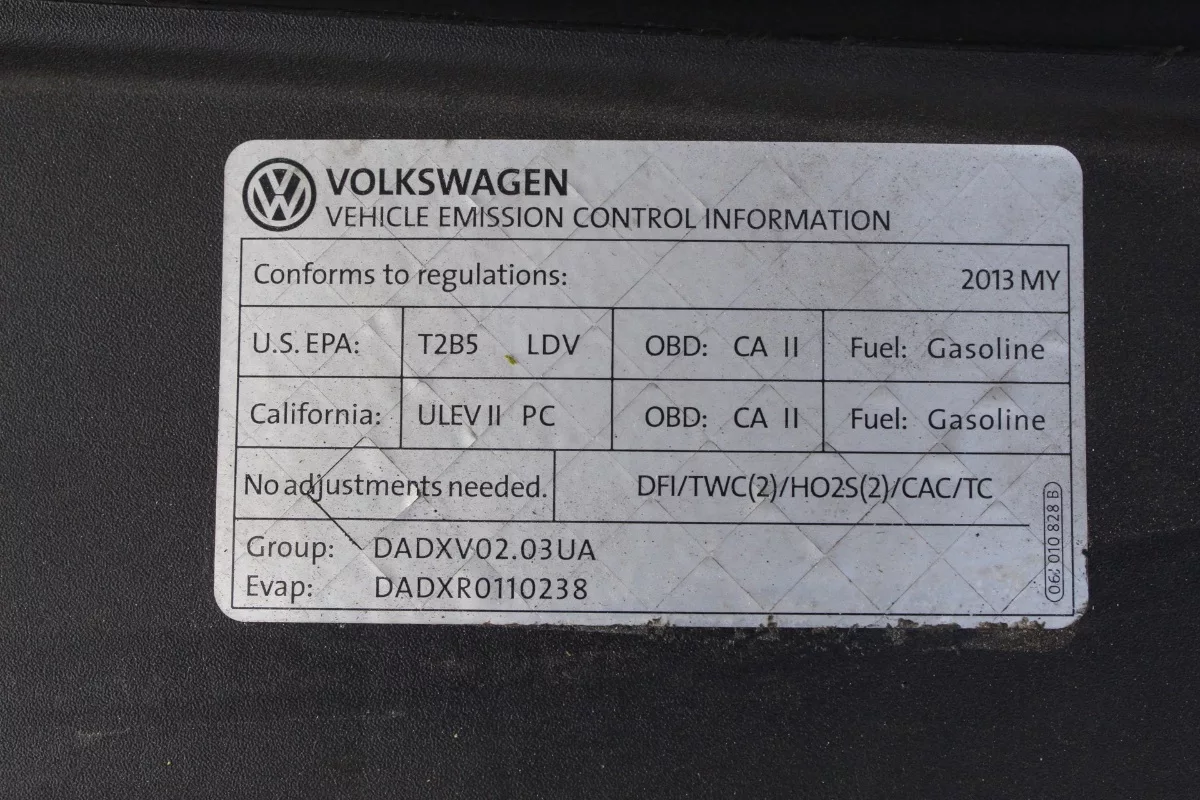 VOLKSWAGEN
VEHICLE EMISSION CONTROL INFORMATION
Conforms to regulations: 2013 MY
U.S. EPA: T2B5 LDV OBD: CA II Fuel: Gasoline
California: ULEV II PC OBD: CA II Fuel: Gasoline
No adjustments needed. DFI/TWC(2)/HO2S(2)/CAC/TC
Group: DADXV02.03UA
Evap: DADXR0110238
010 828 B